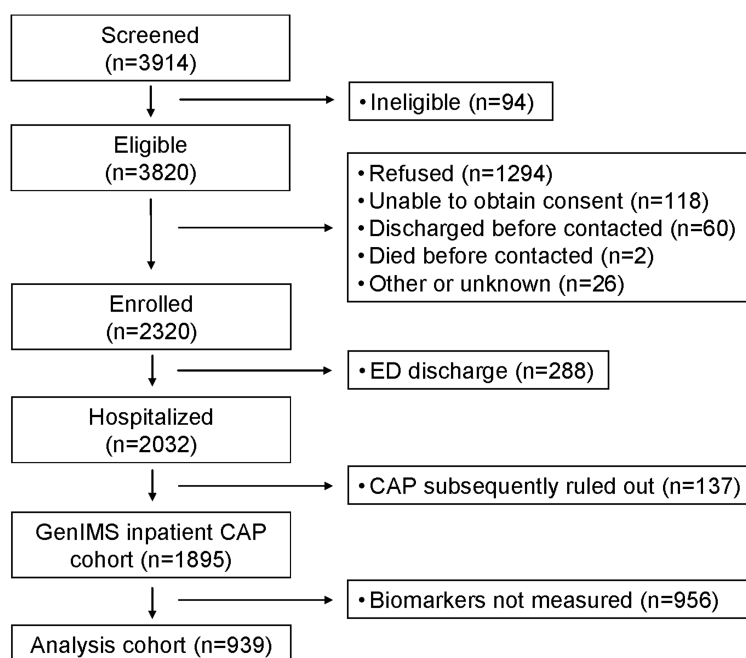 Screened
(n=3914)
• Ineligible (n=94)
Eligible
(n=3820)
• Refused (n=1294)
• Unable to obtain consent (n=118)
• Discharged before contacted (n=60)
• Died before contacted (n=2)
• Other or unknown (n=26)
Enrolled
(n=2320)
• ED discharge (n=288)
Hospitalized
(n=2032)
• CAP subsequently ruled out (n=137)
GenIMS inpatient CAP
cohort (n=1895)
• Biomarkers not measured (n=956)
Analysis cohort (n=939)